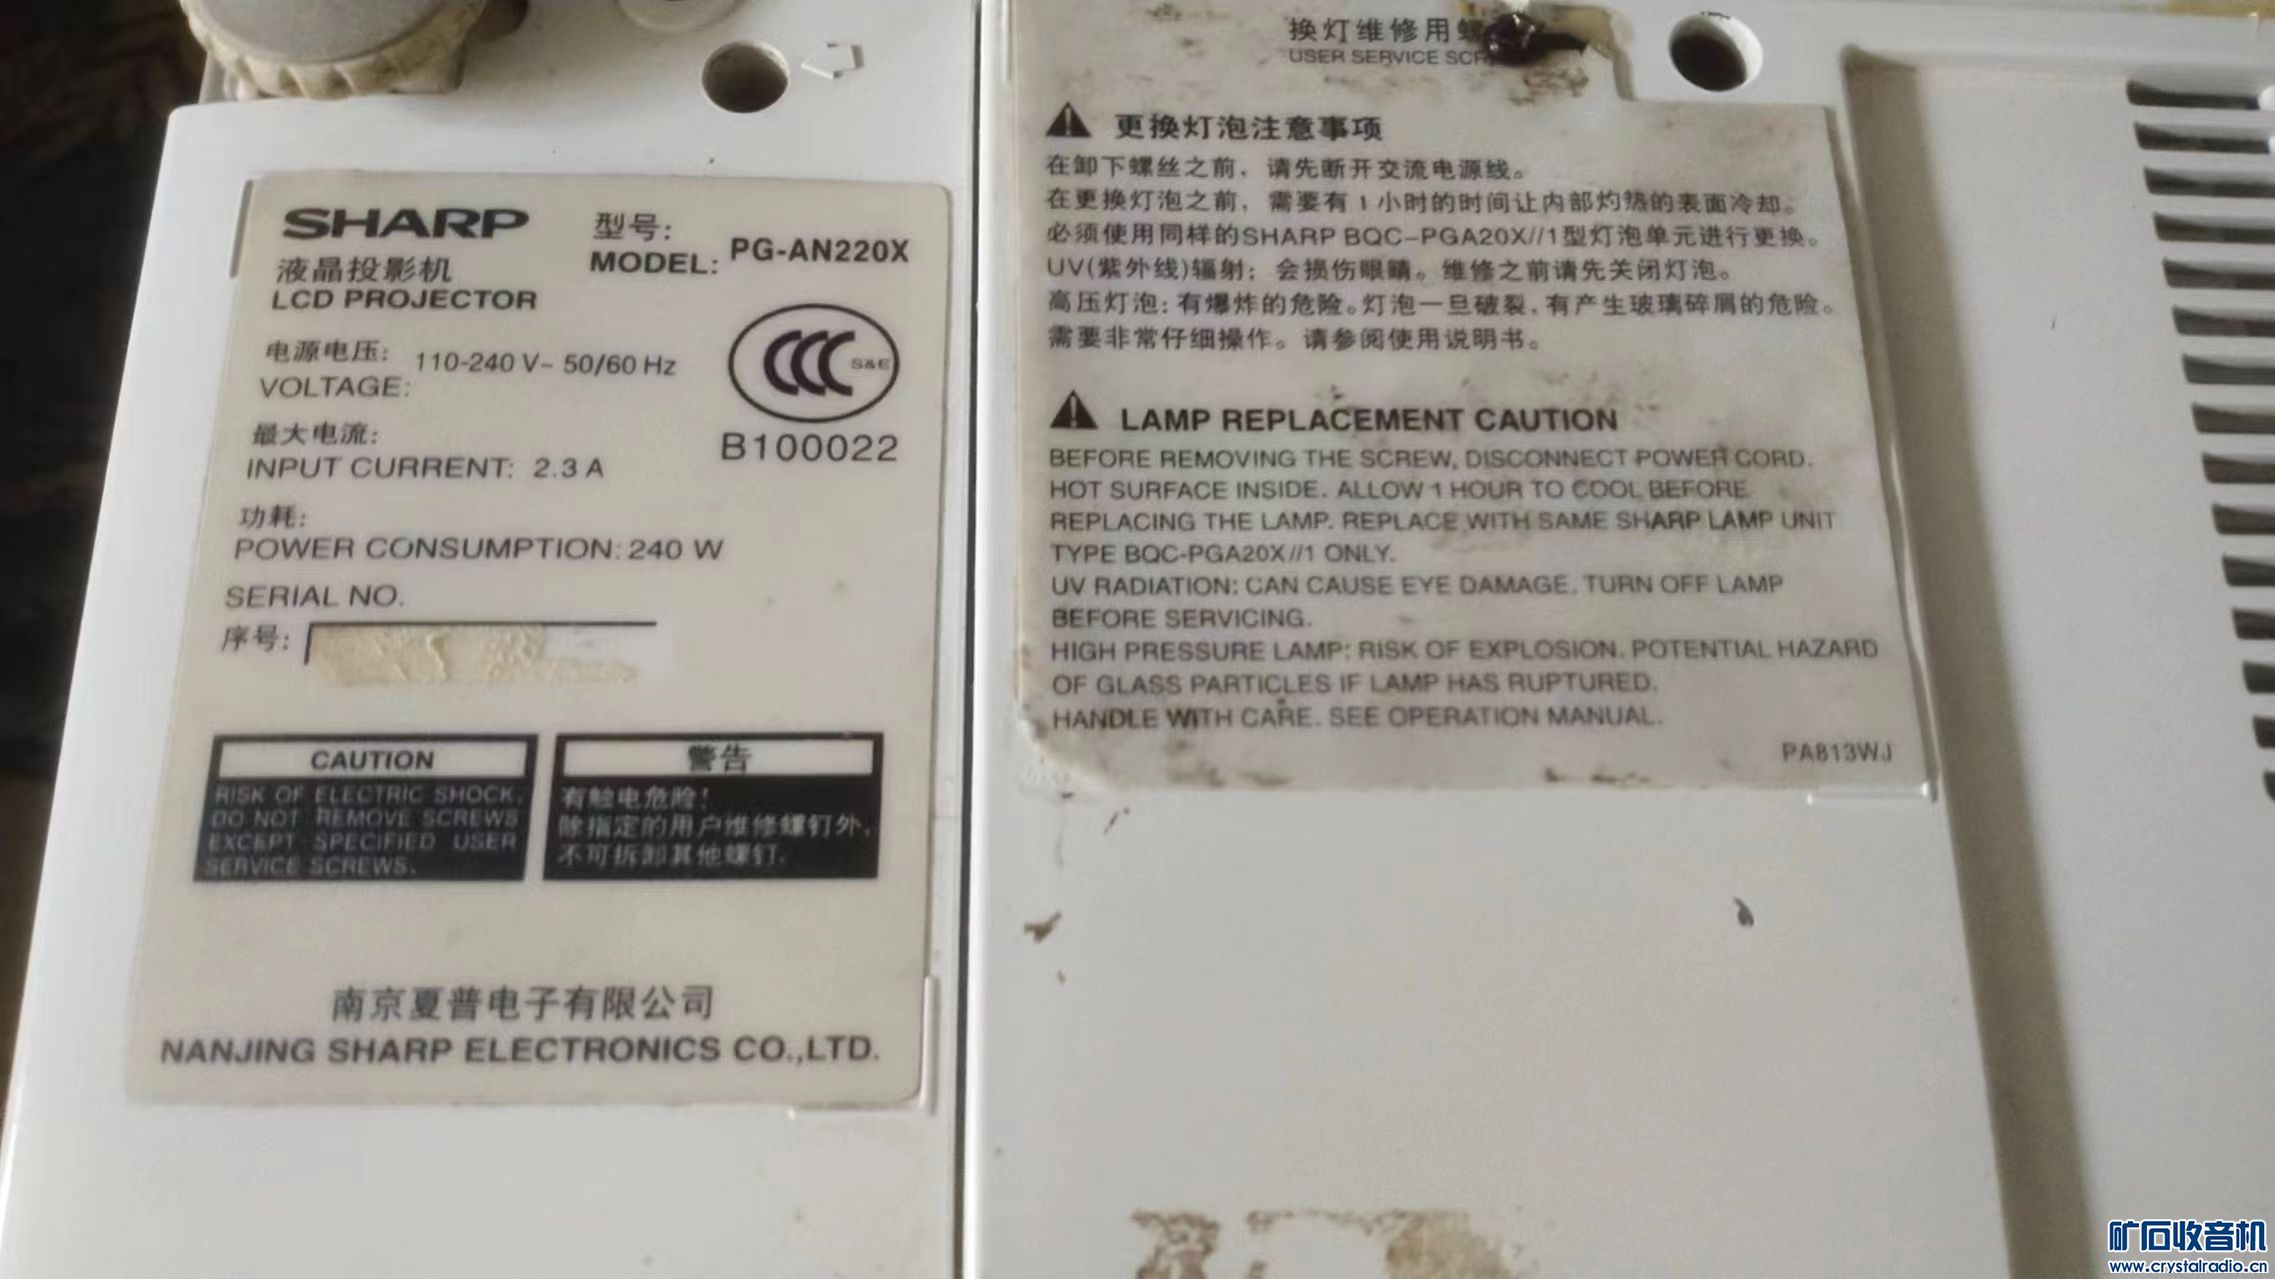 SHARP
液晶投影机
LCD PROJECTOR
型号:
MODEL: PG-AN220X
电源电压: 110-240 V~ 50/60 Hz
VOLTAGE:
CCC S&E
B100022
最大电流:
INPUT CURRENT: 2.3 A
功耗:
POWER CONSUMPTION: 240 W
SERIAL NO.
序号:
CAUTION
RISK OF ELECTRIC SHOCK.
DO NOT REMOVE SCREWS
EXCEPT SPECIFIED USER
SERVICE SCREWS.
警告
有触电危险!
除指定的用户维修螺钉外,
不可拆卸其他螺钉.
南京夏普电子有限公司
NANJING SHARP ELECTRONICS CO.,LTD.
换灯维修用
USER SERVICE
更换灯泡注意事项
在卸下螺丝之前，请先断开交流电源线。
在更换灯泡之前，需要有1小时的时间让内部灼热的表面冷却。
必须使用同样的SHARP BQC-PGA20X//1型灯泡单元进行更换。
UV(紫外线)辐射：会损伤眼睛。维修之前请先关闭灯泡。
高压灯泡：有爆炸的危险。灯泡一旦破裂，有产生玻璃碎屑的危险。
需要非常仔细操作。请参阅使用说明书。
LAMP REPLACEMENT CAUTION
BEFORE REMOVING THE SCREW, DISCONNECT POWER CORD.
HOT SURFACE INSIDE. ALLOW 1 HOUR TO COOL BEFORE
REPLACING THE LAMP. REPLACE WITH SAME SHARP LAMP UNIT
TYPE BQC-PGA20X//1 ONLY.
UV RADIATION: CAN CAUSE EYE DAMAGE. TURN OFF LAMP
BEFORE SERVICING.
HIGH PRESSURE LAMP: RISK OF EXPLOSION. POTENTIAL HAZARD
OF GLASS PARTICLES IF LAMP HAS RUPTURED.
HANDLE WITH CARE. SEE OPERATION MANUAL.
PA813WJ
矿石收音机
www.crystalradio.cn